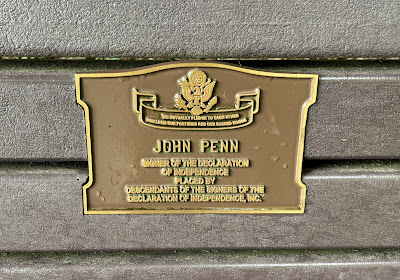 WE MUTUALLY PLEDGE TO EACH OTHER
OUR LIVES OUR FORTUNES AND OUR SACRED HONOR
JOHN PENN
SIGNER OF THE DECLARATION
OF INDEPENDENCE
PLACED BY
DESCENDANTS OF THE SIGNERS OF THE
DECLARATION OF INDEPENDENCE, INC.